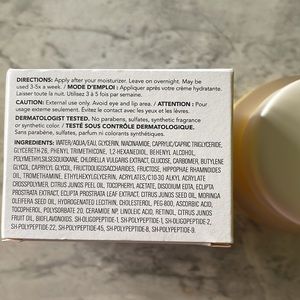 DIRECTIONS: Apply after your moisturizer. Leave on overnight. May be
used 3-5x a week. / MODE D'EMPLOI : Appliquer après votre crème hydratante.
Laisser toute la nuit. Utilisez 3 à 5 fois par semaine.
CAUTION: External use only. Avoid eye and lip area. / ATTENTION : Pour
usage externe seulement. Évitez le contact avec les yeux et les lèvres.
DERMATOLOGIST TESTED. No parabens, sulfates, synthetic fragrance
or synthetic color. / TESTÉ SOUS CONTRÔLE DERMATOLOGIQUE.
Sans parabène, sulfates, parfum ni colorants synthétiques.
INGREDIENTS: WATER/AQUA/EAU, GLYCERIN, NIACINAMIDE, CAPRYLIC/CAPRIC TRIGLYCERIDE,
GLYCERETH-26, PHENYL TRIMETHICONE, 1,2-HEXANEDIOL, BEHENYL ALCOHOL,
POLYMETHYLSILSESQUIOXANE, CHLORELLA VULGARIS EXTRACT, GLUCOSE, CARBOMER, BUTYLENE
GLYCOL, CAPRYLYL GLYCOL, FRUCTOOLIGOSACCHARIDES, FRUCTOSE, HIPPOPHAE RHAMNOIDES
OIL, TROMETHAMINE, ETHYLHEXYLGLYCERIN, ACRYLATES/C10-30 ALKYL ACRYLATE
CROSSPOLYMER, CITRUS JUNOS PEEL OIL, TOCOPHERYL ACETATE, DISODIUM EDTA, ECLIPTA
PROSTRATA EXTRACT, ECLIPTA PROSTRATA LEAF EXTRACT, CITRUS JUNOS SEED OIL, MORINGA
OLEIFERA SEED OIL, HYDROGENATED LECITHIN, CHOLESTEROL, PEG-800, ASCORBIC ACID,
TOCOPHEROL, POLYSORBATE 20, CERAMIDE NP, LINOLEIC ACID, RETINOL, CITRUS JUNOS
FRUIT OIL, BIOFLAVONOIDS, SH-OLIGOPEPTIDE-1, SH-POLYPEPTIDE-1, SH-OLIGOPEPTIDE-2,
SH-POLYPEPTIDE-22, SH-POLYPEPTIDE-45, SH-POLYPEPTIDE-8, SH-POLYPEPTIDE-9.